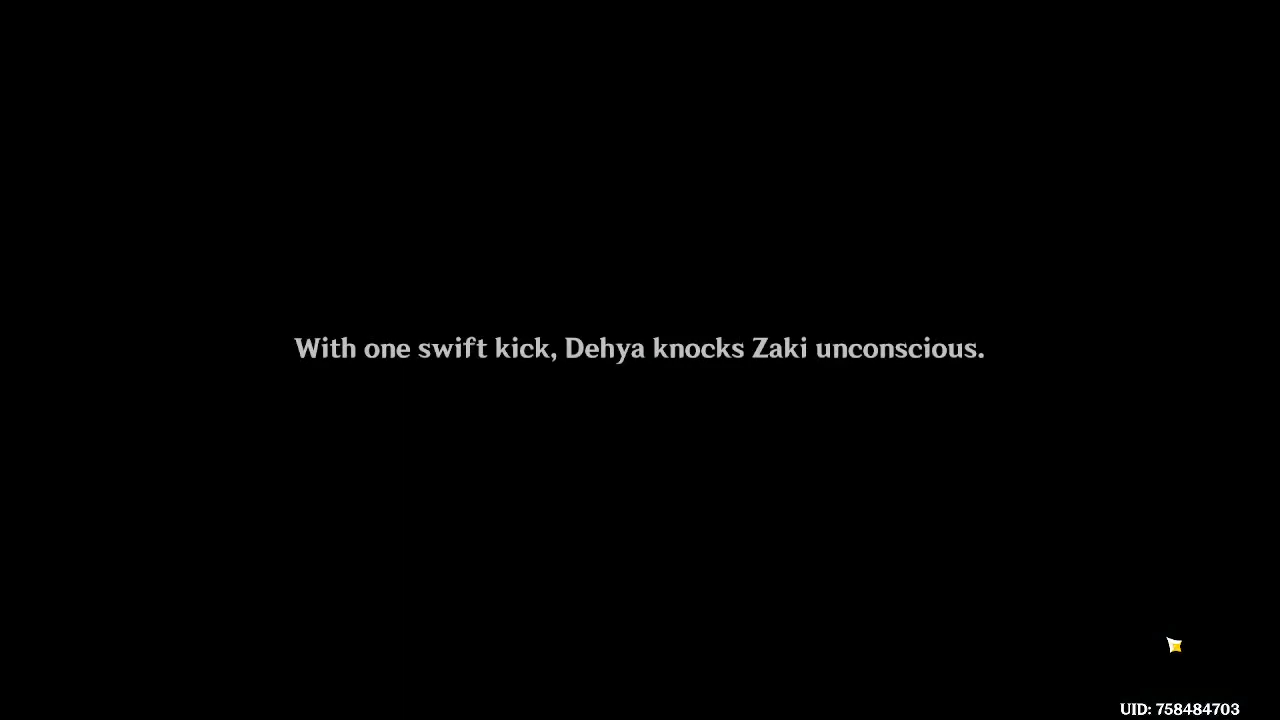 With one swift kick, Dehya knocks Zaki unconscious.
UID: 758484703